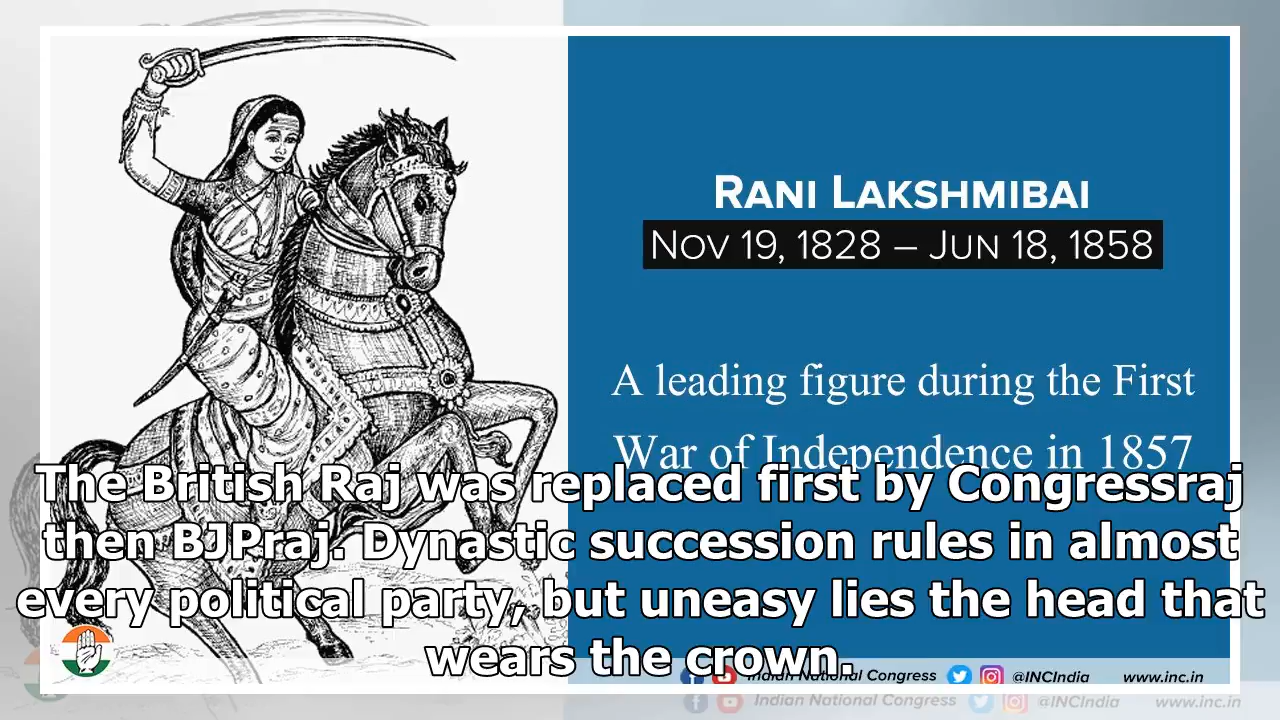 RANI LAKSHMIBAI
NOV 19, 1828 – JUN 18, 1858
A leading figure during the First
War of Independence in 1857
The British Raj was replaced first by Congressraj
then BJPraj. Dynastic succession rules in almost
every political party, but uneasy lies the head that
wears the crown.
Indian National Congress @INCIndia www.inc.in
Indian National Congress @INCIndia www.inc.in